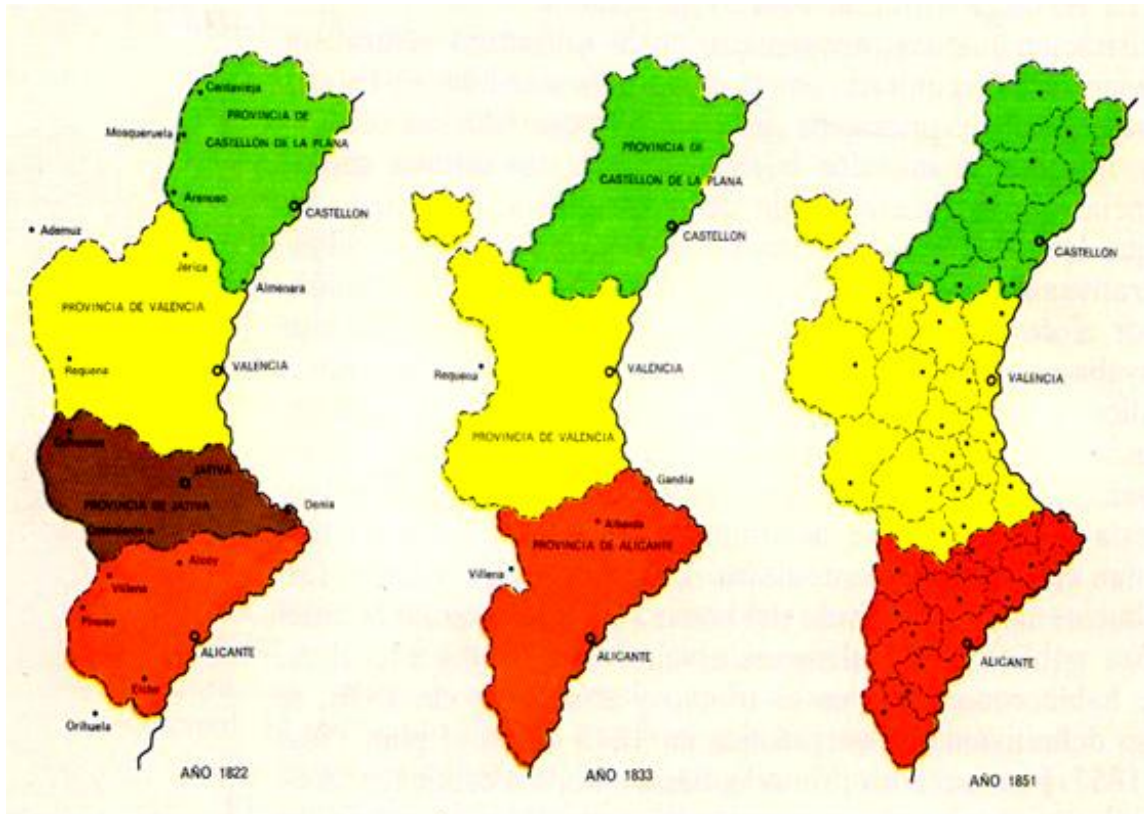 Cantavieja
PROVINCIA DE
CASTELLON DE LA PLANA
Mosqueruela
Arenoso
CASTELLON
Ademuz
Jerica
Almenara
PROVINCIA DE VALENCIA
Requena
VALENCIA
JATIVA
PROVINCIA DE JATIVA
Denia
Alcoy
Villena
Pinoso
ALICANTE
Elche
Orihuela
AÑO 1822
PROVINCIA DE
CASTELLON DE LA PLANA
CASTELLON
VALENCIA
Requena
PROVINCIA DE VALENCIA
Gandia
Albaida
PROVINCIA DE ALICANTE
Villena
ALICANTE
AÑO 1833
CASTELLON
VALENCIA
ALICANTE
AÑO 1851